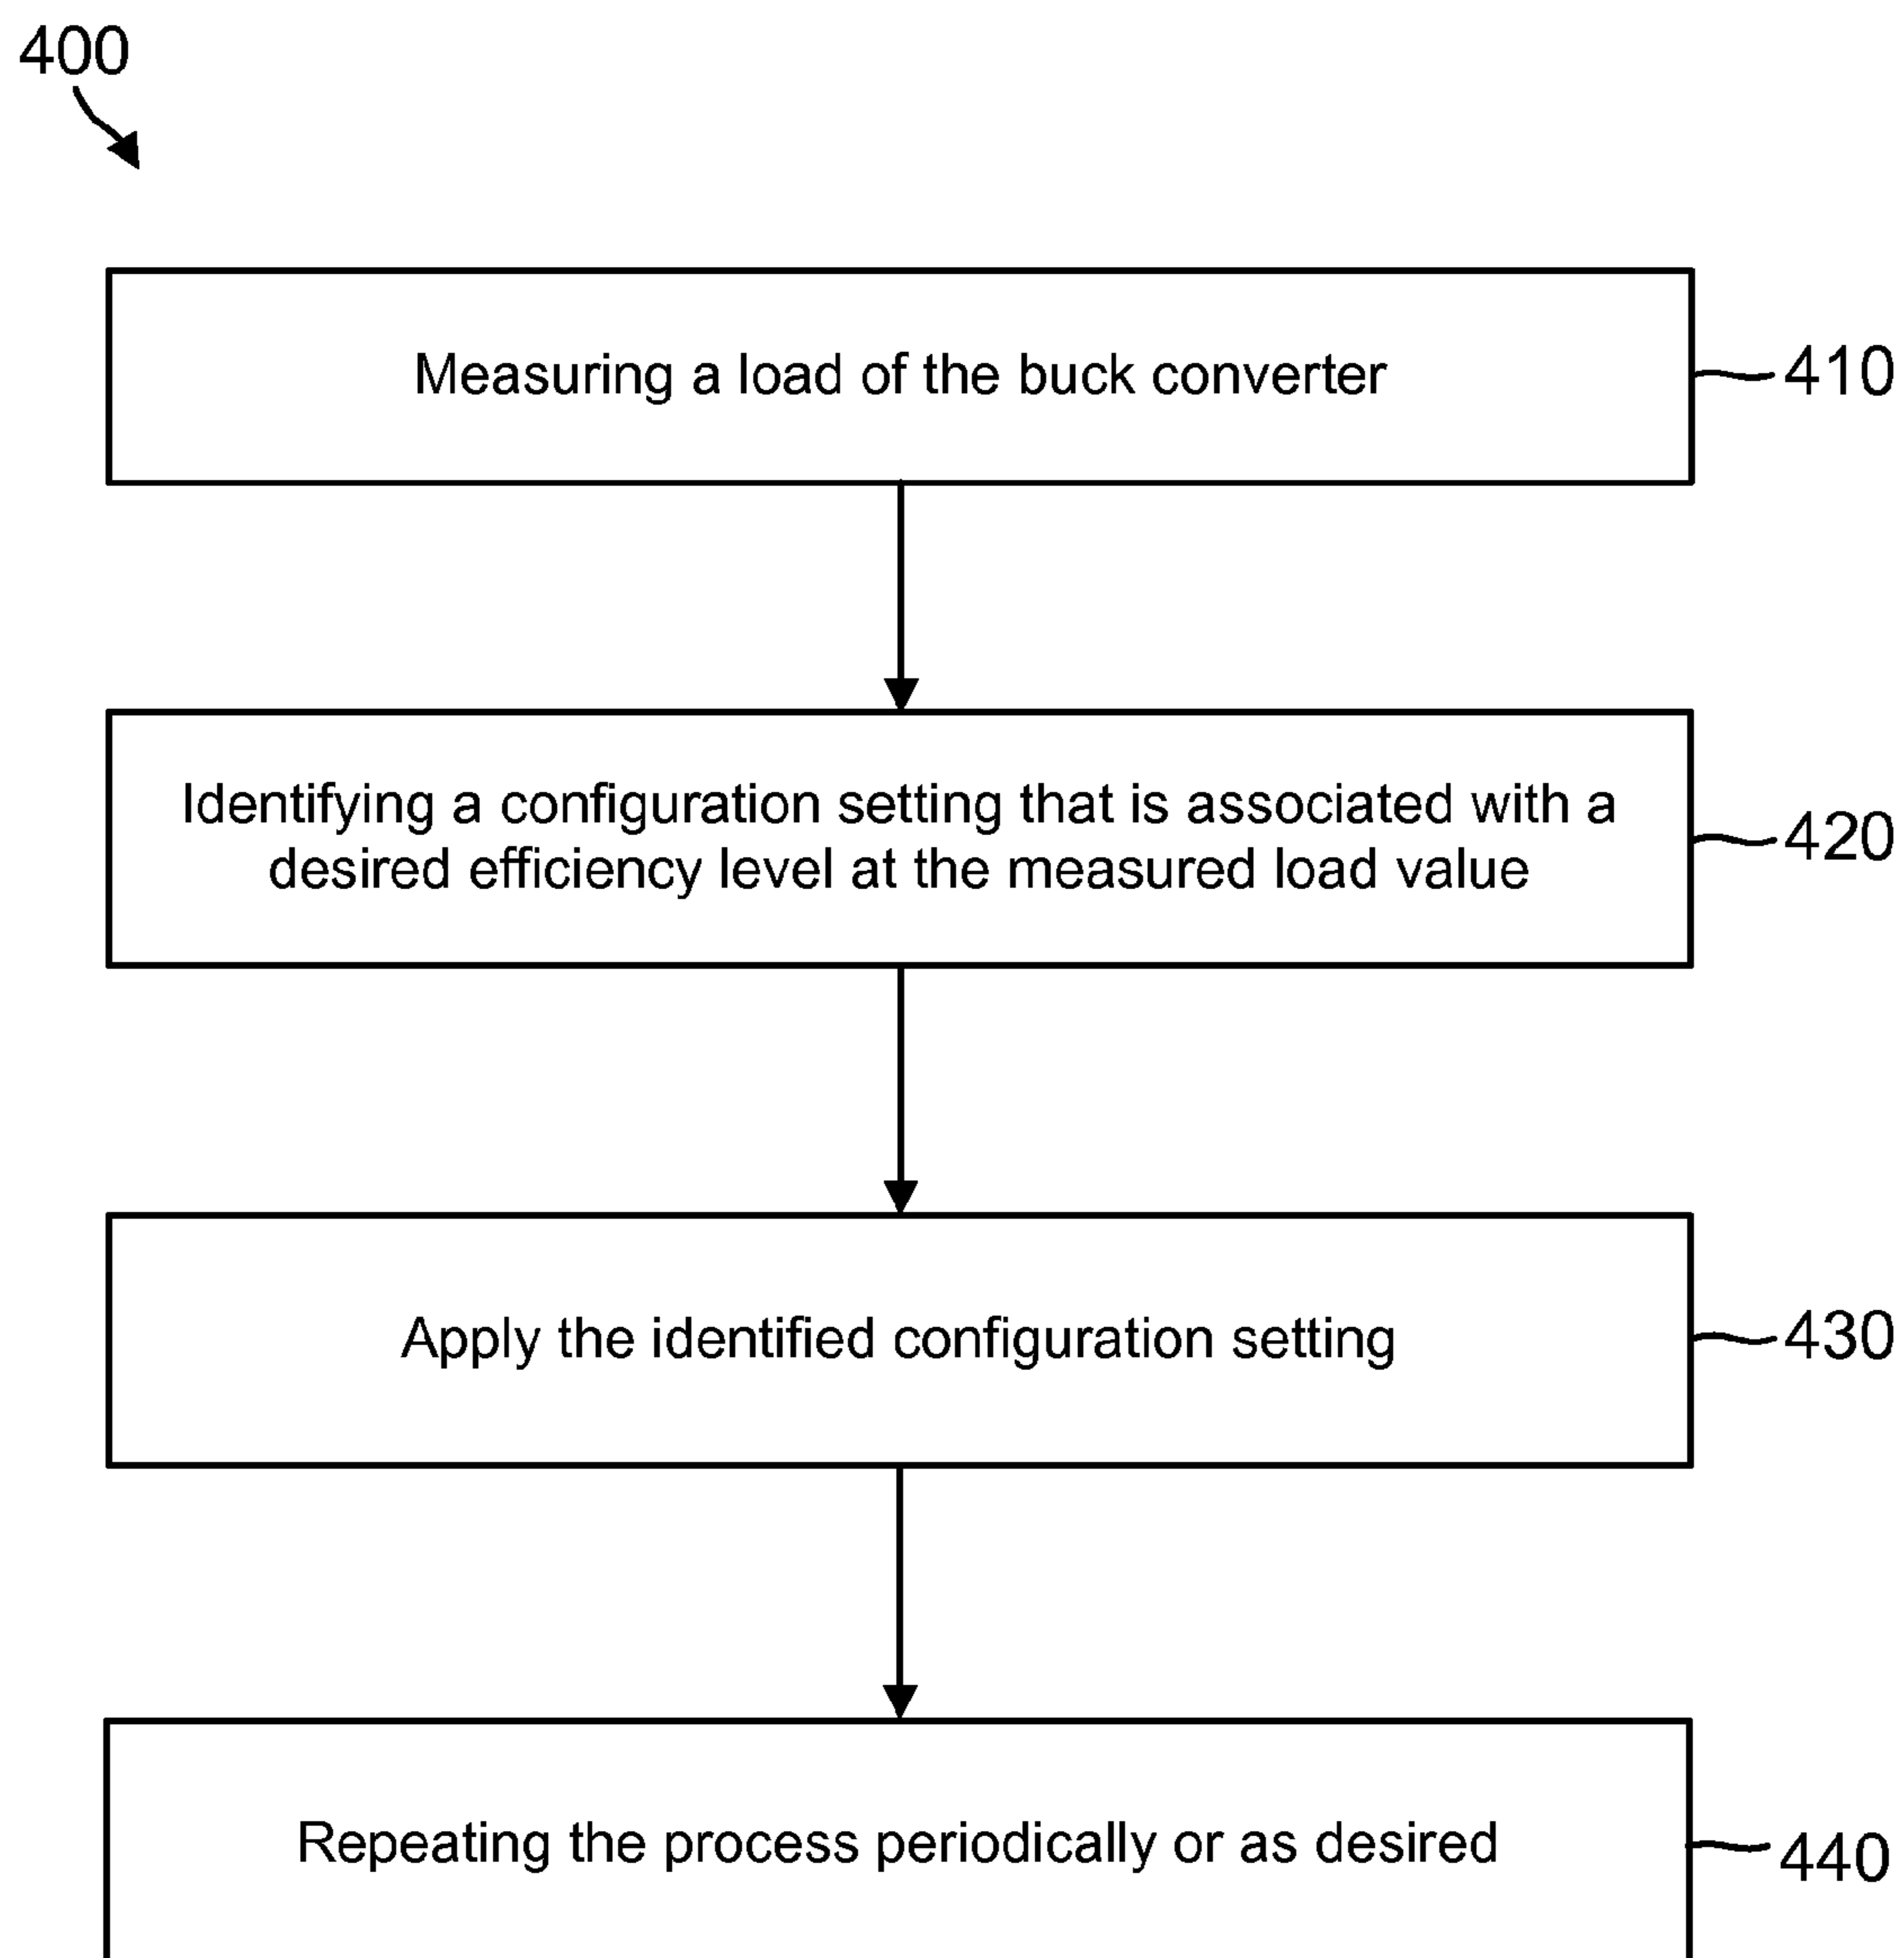 400
Measuring a load of the buck converter
410
Identifying a configuration setting that is associated with a
desired efficiency level at the measured load value
420
Apply the identified configuration setting
430
Repeating the process periodically or as desired
440